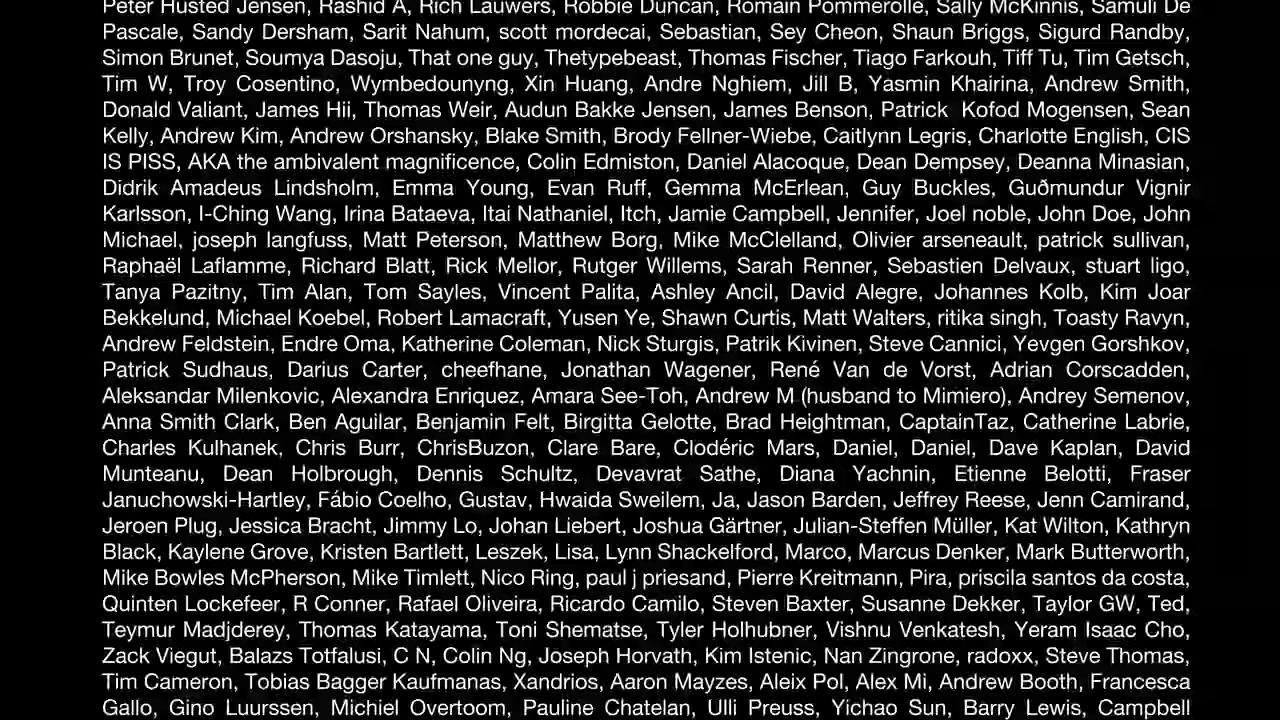 Peter Husted Jensen, Rashid A, Rich Lauwers, Robbie Duncan, Romain Pommerolle, Sally McKinnis, Samuli De
Pascale, Sandy Dersham, Sarit Nahum, scott mordecai, Sebastian, Sey Cheon, Shaun Briggs, Sigurd Randby,
Simon Brunet, Soumya Dasoju, That one guy, Thetypebeast, Thomas Fischer, Tiago Farkouh, Tiff Tu, Tim Getsch,
Tim W, Troy Cosentino, Wymbedounyng, Xin Huang, Andre Nghiem, Jill B, Yasmin Khairina, Andrew Smith,
Donald Valiant, James Hii, Thomas Weir, Audun Bakke Jensen, James Benson, Patrick  Kofod Mogensen, Sean
Kelly, Andrew Kim, Andrew Orshansky, Blake Smith, Brody Fellner-Wiebe, Caitlynn Legris, Charlotte English, CIS
IS PISS, AKA the ambivalent magnificence, Colin Edmiston, Daniel Alacoque, Dean Dempsey, Deanna Minasian,
Didrik Amadeus Lindsholm, Emma Young, Evan Ruff, Gemma McErlean, Guy Buckles, Guðmundur Vignir
Karlsson, I-Ching Wang, Irina Bataeva, Itai Nathaniel, Itch, Jamie Campbell, Jennifer, Joel noble, John Doe, John
Michael, joseph langfuss, Matt Peterson, Matthew Borg, Mike McClelland, Olivier arseneault, patrick sullivan,
Raphaël Laflamme, Richard Blatt, Rick Mellor, Rutger Willems, Sarah Renner, Sebastien Delvaux, stuart ligo,
Tanya Pazitny, Tim Alan, Tom Sayles, Vincent Palita, Ashley Ancil, David Alegre, Johannes Kolb, Kim Joar
Bekkelund, Michael Koebel, Robert Lamacraft, Yusen Ye, Shawn Curtis, Matt Walters, ritika singh, Toasty Ravyn,
Andrew Feldstein, Endre Oma, Katherine Coleman, Nick Sturgis, Patrik Kivinen, Steve Cannici, Yevgen Gorshkov,
Patrick Sudhaus, Darius Carter, cheefhane, Jonathan Wagener, René Van de Vorst, Adrian Corscadden,
Aleksandar Milenkovic, Alexandra Enriquez, Amara See-Toh, Andrew M (husband to Mimiero), Andrey Semenov,
Anna Smith Clark, Ben Aguilar, Benjamin Felt, Birgitta Gelotte, Brad Heightman, CaptainTaz, Catherine Labrie,
Charles Kulhanek, Chris Burr, ChrisBuzon, Clare Bare, Clodéric Mars, Daniel, Daniel, Dave Kaplan, David
Munteanu, Dean Holbrough, Dennis Schultz, Devavrat Sathe, Diana Yachnin, Etienne Belotti, Fraser
Januchowski-Hartley, Fábio Coelho, Gustav, Hwaida Sweilem, Ja, Jason Barden, Jeffrey Reese, Jenn Camirand,
Jeroen Plug, Jessica Bracht, Jimmy Lo, Johan Liebert, Joshua Gärtner, Julian-Steffen Müller, Kat Wilton, Kathryn
Black, Kaylene Grove, Kristen Bartlett, Leszek, Lisa, Lynn Shackelford, Marco, Marcus Denker, Mark Butterworth,
Mike Bowles McPherson, Mike Timlett, Nico Ring, paul j priesand, Pierre Kreitmann, Pira, priscila santos da costa,
Quinten Lockefeer, R Conner, Rafael Oliveira, Ricardo Camilo, Steven Baxter, Susanne Dekker, Taylor GW, Ted,
Teymur Madjderey, Thomas Katayama, Toni Shematse, Tyler Holhubner, Vishnu Venkatesh, Yeram Isaac Cho,
Zack Viegut, Balazs Totfalusi, C N, Colin Ng, Joseph Horvath, Kim Istenic, Nan Zingrone, radoxx, Steve Thomas,
Tim Cameron, Tobias Bagger Kaufmanas, Xandrios, Aaron Mayzes, Aleix Pol, Alex Mi, Andrew Booth, Francesca
Gallo, Gino Luurssen, Michiel Overtoom, Pauline Chatelan, Ulli Preuss, Yichao Sun, Barry Lewis, Campbell